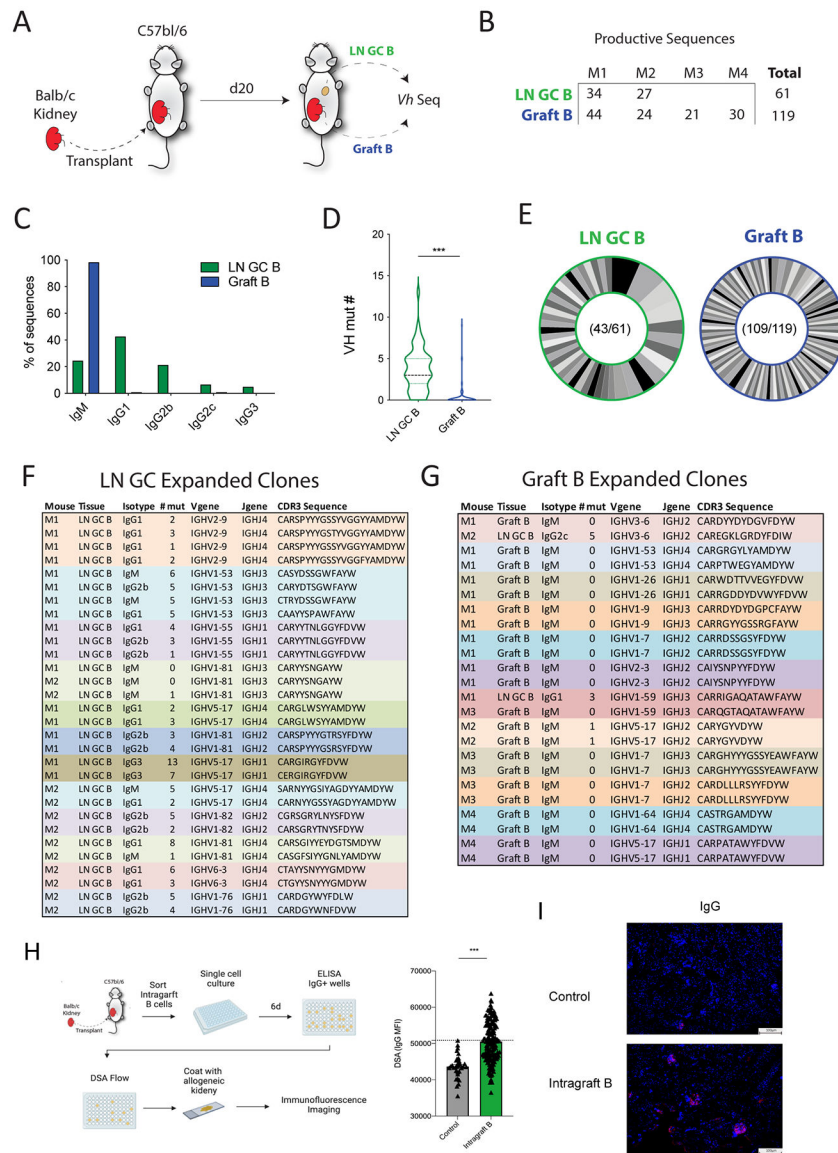 A
C57bl/6
LN GC B
Balb/c
Kidney
d20
Vh Seq
Transplant
Graft B
B
Productive Sequences
M1 M2 M3 M4 Total
LN GC B 34 27 61
Graft B 44 24 21 30 119
C
% of sequences
100
80
60
40
20
0
LN GC B
Graft B
IgM IgG1 IgG2b IgG2c IgG3
D
VH mut #
20
15
10
5
0
***
LN GC B Graft B
E
LN GC B Graft B
(43/61) (109/119)
F LN GC Expanded Clones
Mouse Tissue Isotype # mut Vgene Jgene CDR3 Sequence
M1 LN GC B IgG1 2 IGHV2-9 IGHJ4 CARSPYYYGSSYVGGYYAMDYW
M1 LN GC B IgG1 3 IGHV2-9 IGHJ4 CARSPYYYGSTYVGGYYAMDYW
M1 LN GC B IgG1 1 IGHV2-9 IGHJ4 CARSPYYYGSSYVGGYYAMDYW
M1 LN GC B IgG1 2 IGHV2-9 IGHJ4 CARSPYYYGSSYVGGFYAMDYW
M1 LN GC B IgM 6 IGHV1-53 IGHJ3 CASYDSSGWFAYW
M1 LN GC B IgG2b 5 IGHV1-53 IGHJ3 CARYDTSGWFAYW
M1 LN GC B IgM 5 IGHV1-53 IGHJ3 CTRYDSSGWFAYW
M1 LN GC B IgG1 5 IGHV1-53 IGHJ3 CAAYYSPAWFAYW
M1 LN GC B IgG1 4 IGHV1-55 IGHJ1 CARYYTNLGGYFDVW
M1 LN GC B IgG2b 3 IGHV1-55 IGHJ1 CARYYTNLGGYFDVW
M1 LN GC B IgG2b 1 IGHV1-55 IGHJ1 CARYYTNLGGYFDVW
M1 LN GC B IgM 0 IGHV1-81 IGHJ3 CARYYSNGAYW
M2 LN GC B IgM 0 IGHV1-81 IGHJ3 CARYYSNGAYW
M2 LN GC B IgM 1 IGHV1-81 IGHJ3 CARYYSNGAYW
M1 LN GC B IgG1 2 IGHV5-17 IGHJ4 CARGLWSYYAMDYW
M1 LN GC B IgG1 3 IGHV5-17 IGHJ4 CARGLWSYYAMDYW
M1 LN GC B IgG2b 3 IGHV1-81 IGHJ2 CARSPYYYGTRSYFDYW
M1 LN GC B IgG2b 4 IGHV1-81 IGHJ2 CARSPYYYGSRSYFDYW
M1 LN GC B IgG3 13 IGHV5-17 IGHJ1 CARGIRGYFDVW
M1 LN GC B IgG3 7 IGHV5-17 IGHJ1 CERGIRGYFDVW
M2 LN GC B IgM 5 IGHV5-17 IGHJ4 SARNYYGSIYAGDYYAMDYW
M2 LN GC B IgG1 2 IGHV5-17 IGHJ4 CARNYYGSSYAGDYYAMDYW
M2 LN GC B IgG2b 5 IGHV1-82 IGHJ2 CGRSGRYLNYSFDYW
M2 LN GC B IgG2b 2 IGHV1-82 IGHJ2 CARSGRYTNYSFDYW
M2 LN GC B IgG1 8 IGHV1-81 IGHJ4 CARSGIYYEYDGTSMDYW
M2 LN GC B IgM 1 IGHV1-81 IGHJ4 CASGFSIYYGNLYAMDYW
M2 LN GC B IgG1 6 IGHV6-3 IGHJ4 CTAYYSNYYYGMDYW
M2 LN GC B IgG1 3 IGHV6-3 IGHJ4 CTGYYSNYYYGMDYW
M2 LN GC B IgG2b 5 IGHV1-76 IGHJ1 CARDGYWYFDLW
M2 LN GC B IgG2b 4 IGHV1-76 IGHJ1 CARDGYWNFDVW
G Graft B Expanded Clones
Mouse Tissue Isotype # mut Vgene Jgene CDR3 Sequence
M1 Graft B IgM 0 IGHV3-6 IGHJ2 CARDYYDYDGVFDYW
M2 LN GC B IgG2c 5 IGHV3-6 IGHJ2 CAREGKLGRDYFDIW
M1 Graft B IgM 0 IGHV1-53 IGHJ4 CARGRGYLYAMDYW
M1 Graft B IgM 0 IGHV1-53 IGHJ4 CARPTWEGYAMDYW
M1 Graft B IgM 0 IGHV1-26 IGHJ1 CARWDTTVVEGYFDVW
M1 Graft B IgM 0 IGHV1-26 IGHJ1 CARRGDDYDVWYFDVW
M1 Graft B IgM 0 IGHV1-9 IGHJ3 CARRDYDYDGPCFAYW
M1 Graft B IgM 0 IGHV1-9 IGHJ3 CARRGYYGSSRGFAYW
M1 Graft B IgM 0 IGHV1-7 IGHJ2 CARRDSSGSYFDYW
M1 Graft B IgM 0 IGHV1-7 IGHJ2 CARRDSSGSYFDYW
M1 Graft B IgM 0 IGHV2-3 IGHJ2 CAIYSNPYYFDYW
M1 Graft B IgM 0 IGHV2-3 IGHJ2 CAIYSNPYYFDYW
M1 LN GC B IgG1 3 IGHV1-59 IGHJ3 CARRIGAQATAWFAYW
M3 Graft B IgM 0 IGHV1-59 IGHJ3 CARQGTAQATAWFAYW
M2 Graft B IgM 1 IGHV5-17 IGHJ2 CARYGYVDYW
M2 Graft B IgM 1 IGHV5-17 IGHJ2 CARYGYVDYW
M3 Graft B IgM 0 IGHV1-7 IGHJ3 CARGHYYYGSSYEAWFAYW
M3 Graft B IgM 0 IGHV1-7 IGHJ3 CARGHYYYGSSYEAWFAYW
M3 Graft B IgM 0 IGHV1-7 IGHJ2 CARDLLLRSYYFDYW
M3 Graft B IgM 0 IGHV1-7 IGHJ2 CARDLLLRSYYFDYW
M4 Graft B IgM 0 IGHV1-64 IGHJ4 CASTRGAMDYW
M4 Graft B IgM 0 IGHV1-64 IGHJ4 CASTRGAMDYW
M4 Graft B IgM 0 IGHV5-17 IGHJ1 CARPATAWYFDVW
M4 Graft B IgM 0 IGHV5-17 IGHJ1 CARPATAWYFDVW
H
C57bl/6
Balb/c
Kidney
Transplant
Sort
Intragarft
B cells
Single cell
culture
6d
ELISA
IgG+ wells
DSA Flow
Coat with
allogeneic
kideny
Immunofluorescence
Imaging
DSA (IgG MFI)
70000
60000
50000
40000
30000
***
Control
Intragraft B
I
IgG
Control
Intragraft B